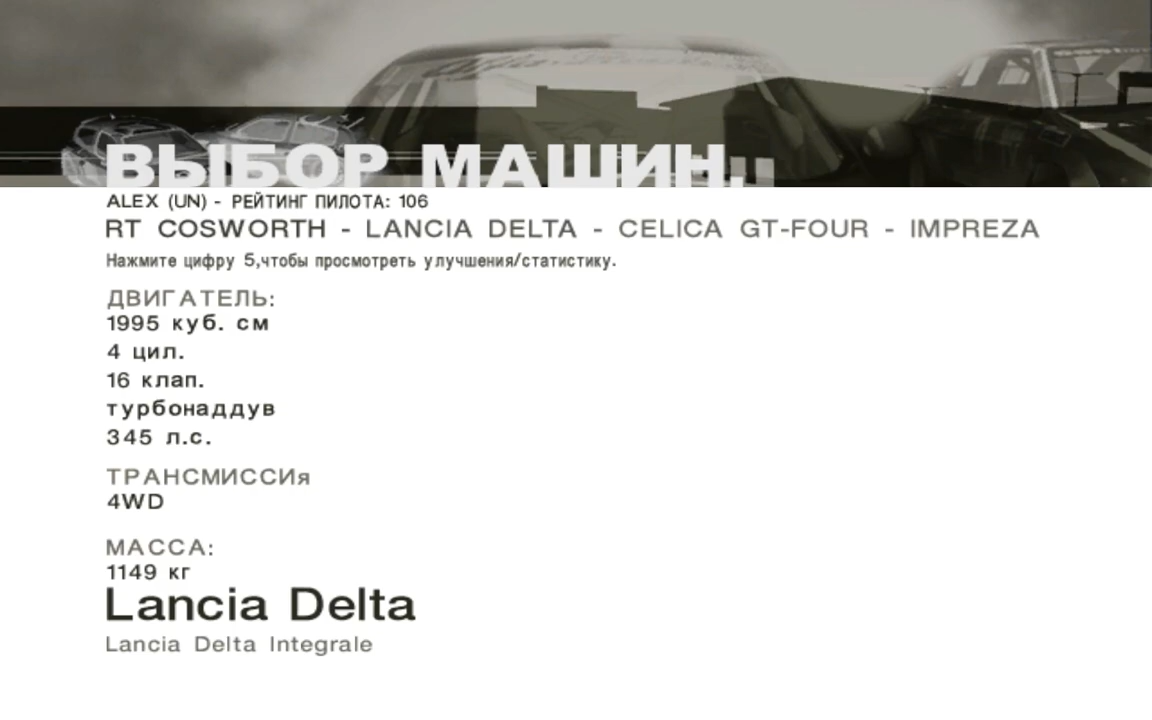 ВЫБОР МАШИН..
ALEX (UN) - РЕЙТИНГ ПИЛОТА: 106
RT COSWORTH - LANCIA DELTA - CELICA GT-FOUR - IMPREZA
Нажмите цифру 5,чтобы просмотреть улучшения/статистику.
ДВИГАТЕЛЬ:
1995 куб. см
4 цил.
16 клап.
турбонаддув
345 л.с.
ТРАНСМИССИя
4WD
МАССА:
1149 кг
Lancia Delta
Lancia Delta Integrale